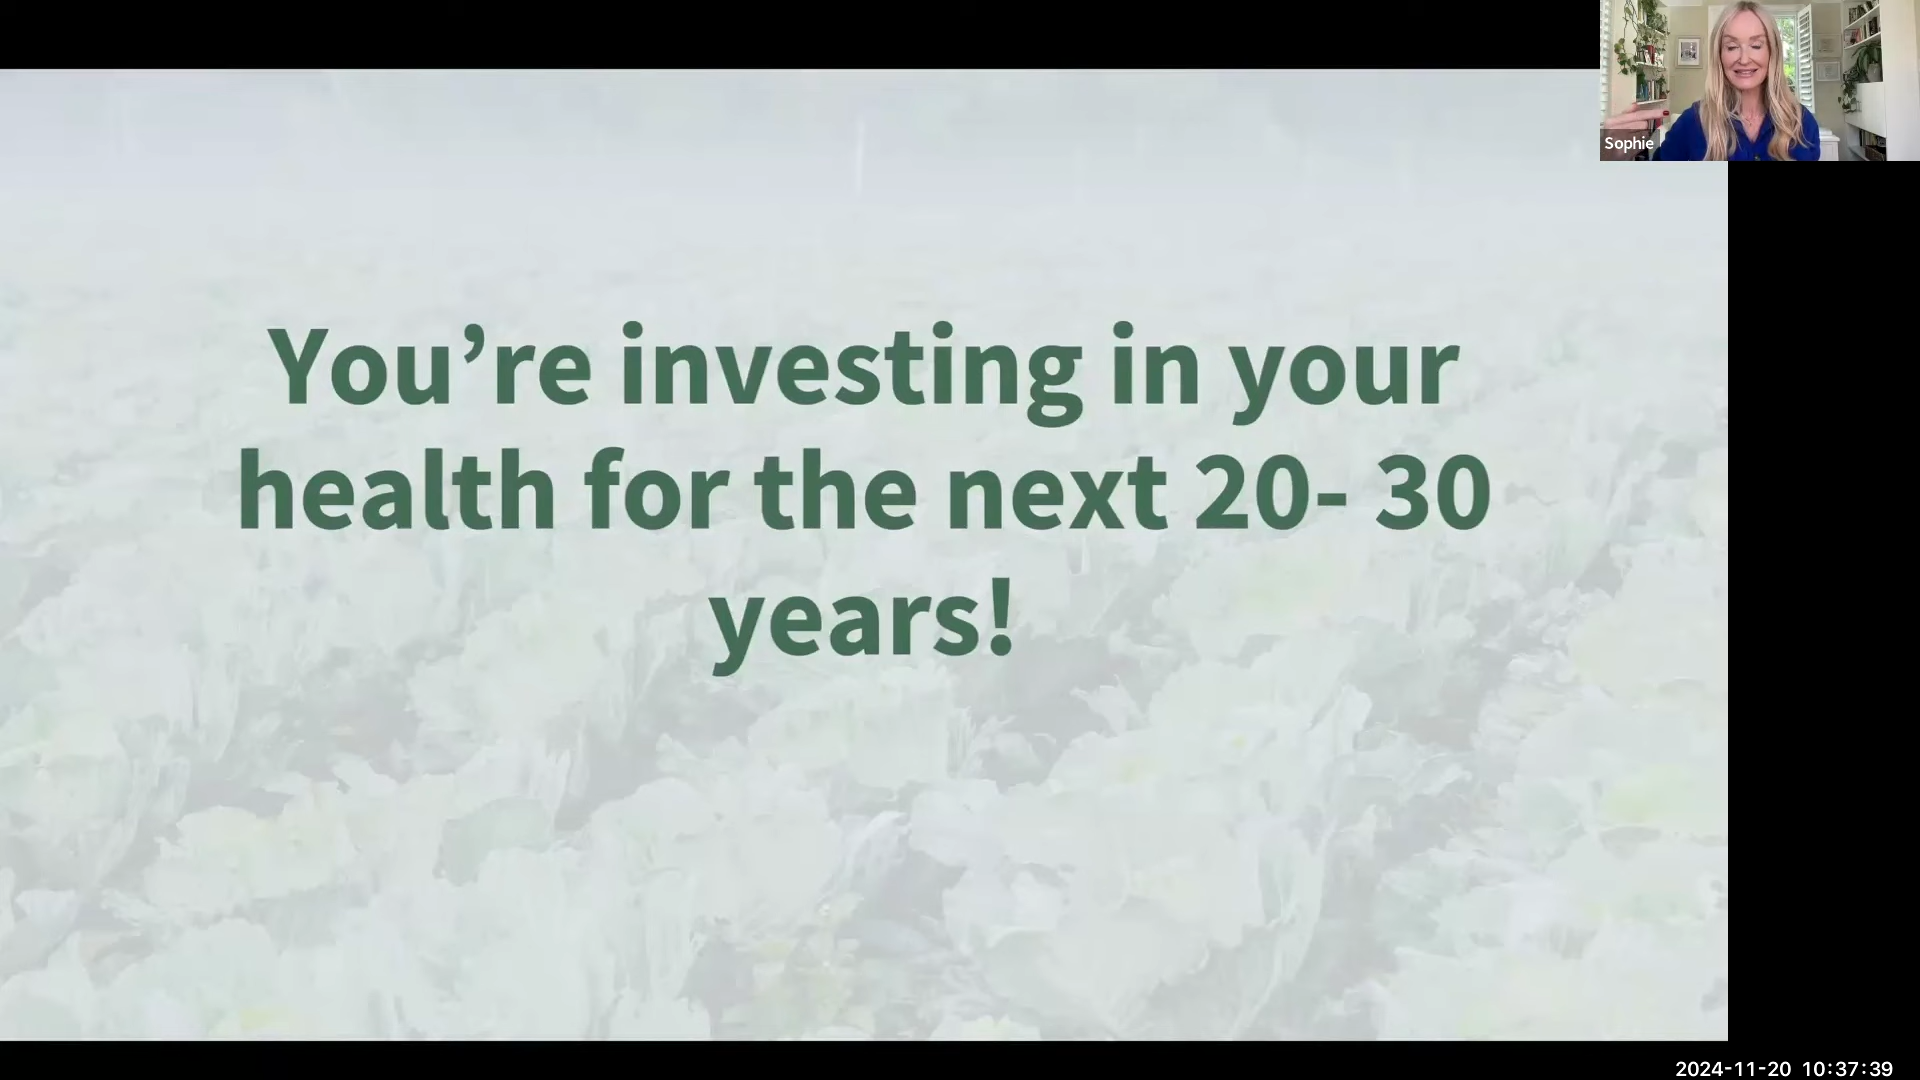 Sophie
You’re investing in your
health for the next 20- 30
years!
2024-11-20 10:37:39